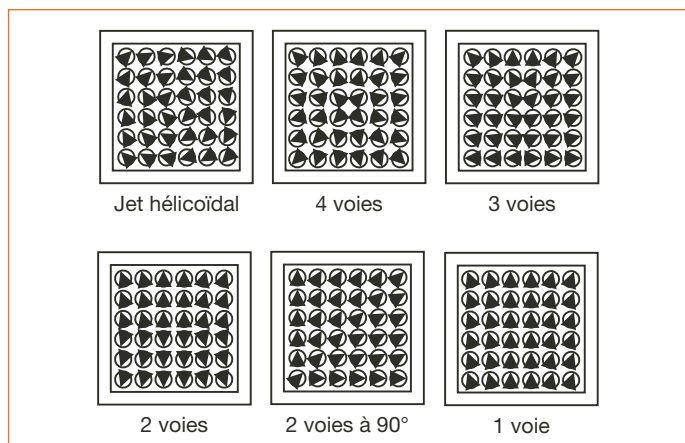 Jet hélicoïdal
4 voies
3 voies
2 voies
2 voies à 90°
1 voie